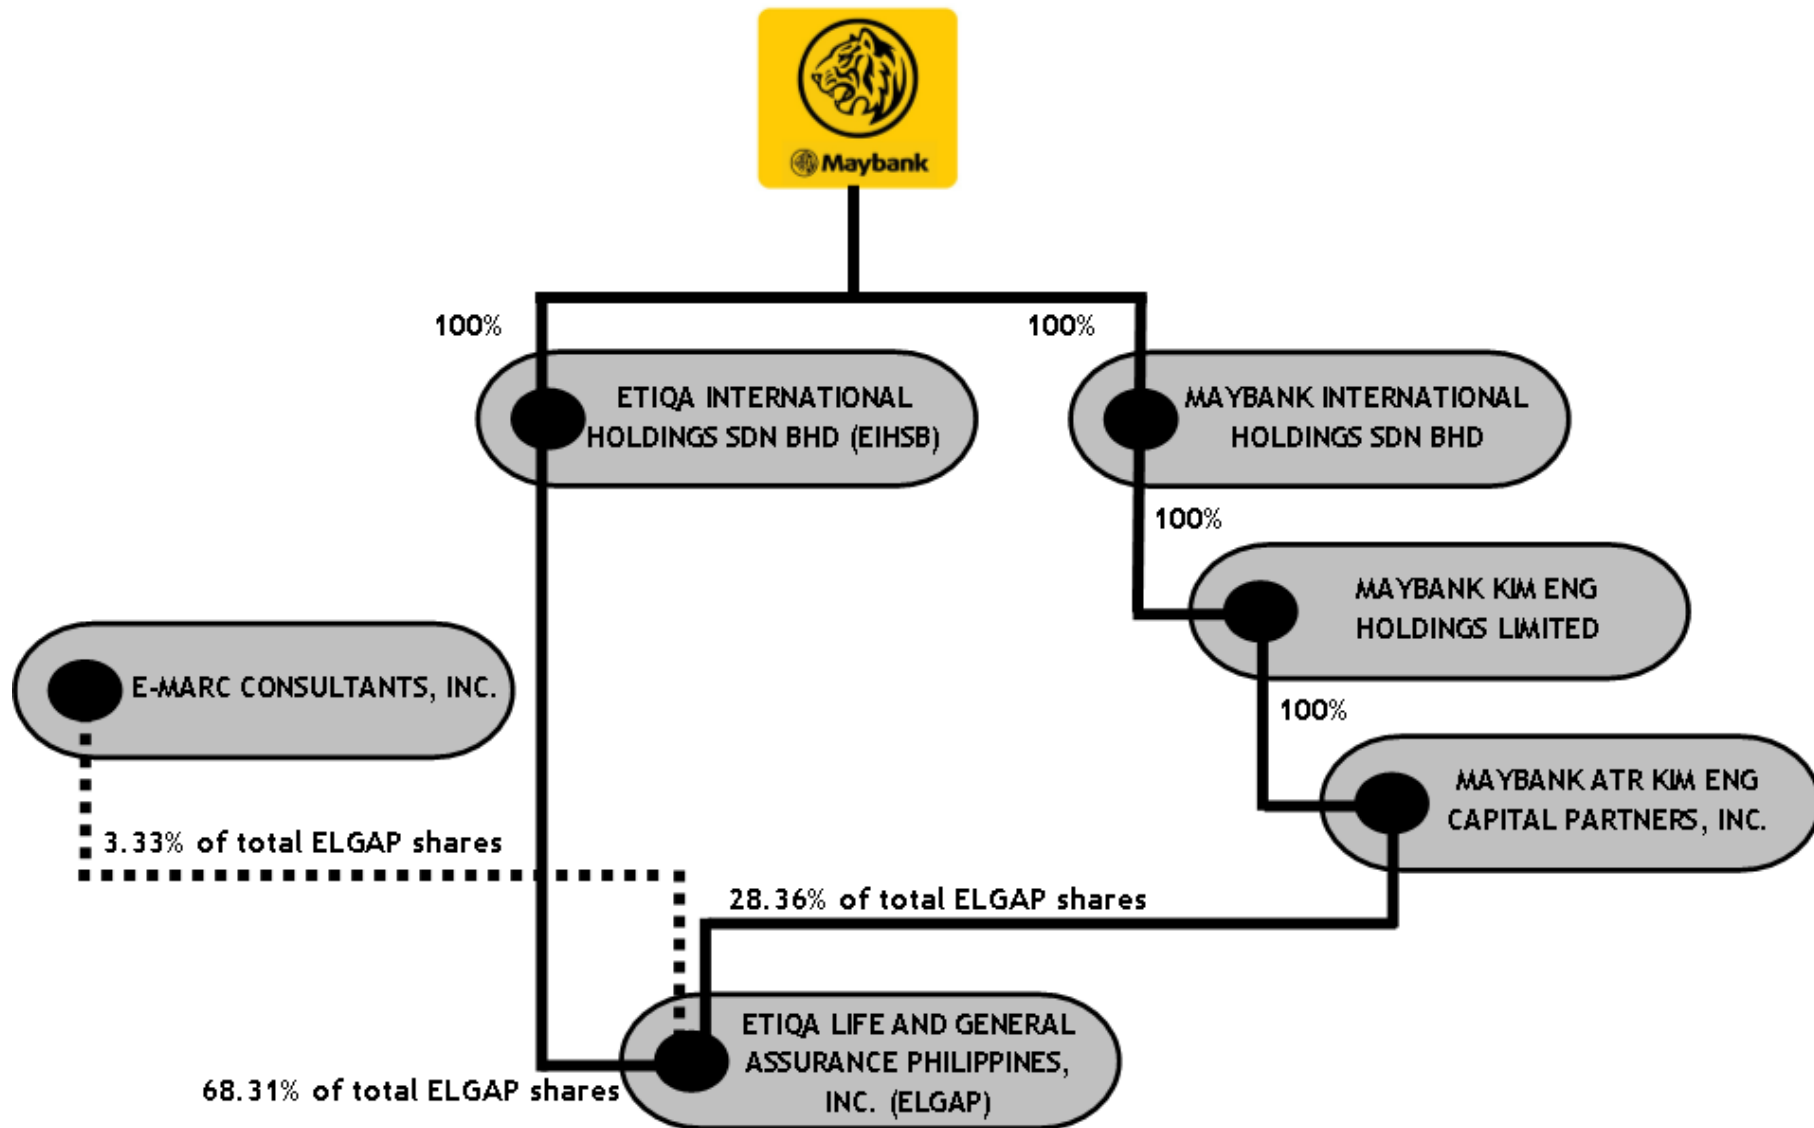 Maybank
100%
100%
ETIQA INTERNATIONAL
HOLDINGS SDN BHD (EIHSB)
MAYBANK INTERNATIONAL
HOLDINGS SDN BHD
100%
MAYBANK KIM ENG
HOLDINGS LIMITED
E-MARC CONSULTANTS, INC.
100%
MAYBANK ATR KIM ENG
CAPITAL PARTNERS, INC.
3.33% of total ELGAP shares
28.36% of total ELGAP shares
ETIQA LIFE AND GENERAL
ASSURANCE PHILIPPINES,
INC. (ELGAP)
68.31% of total ELGAP shares